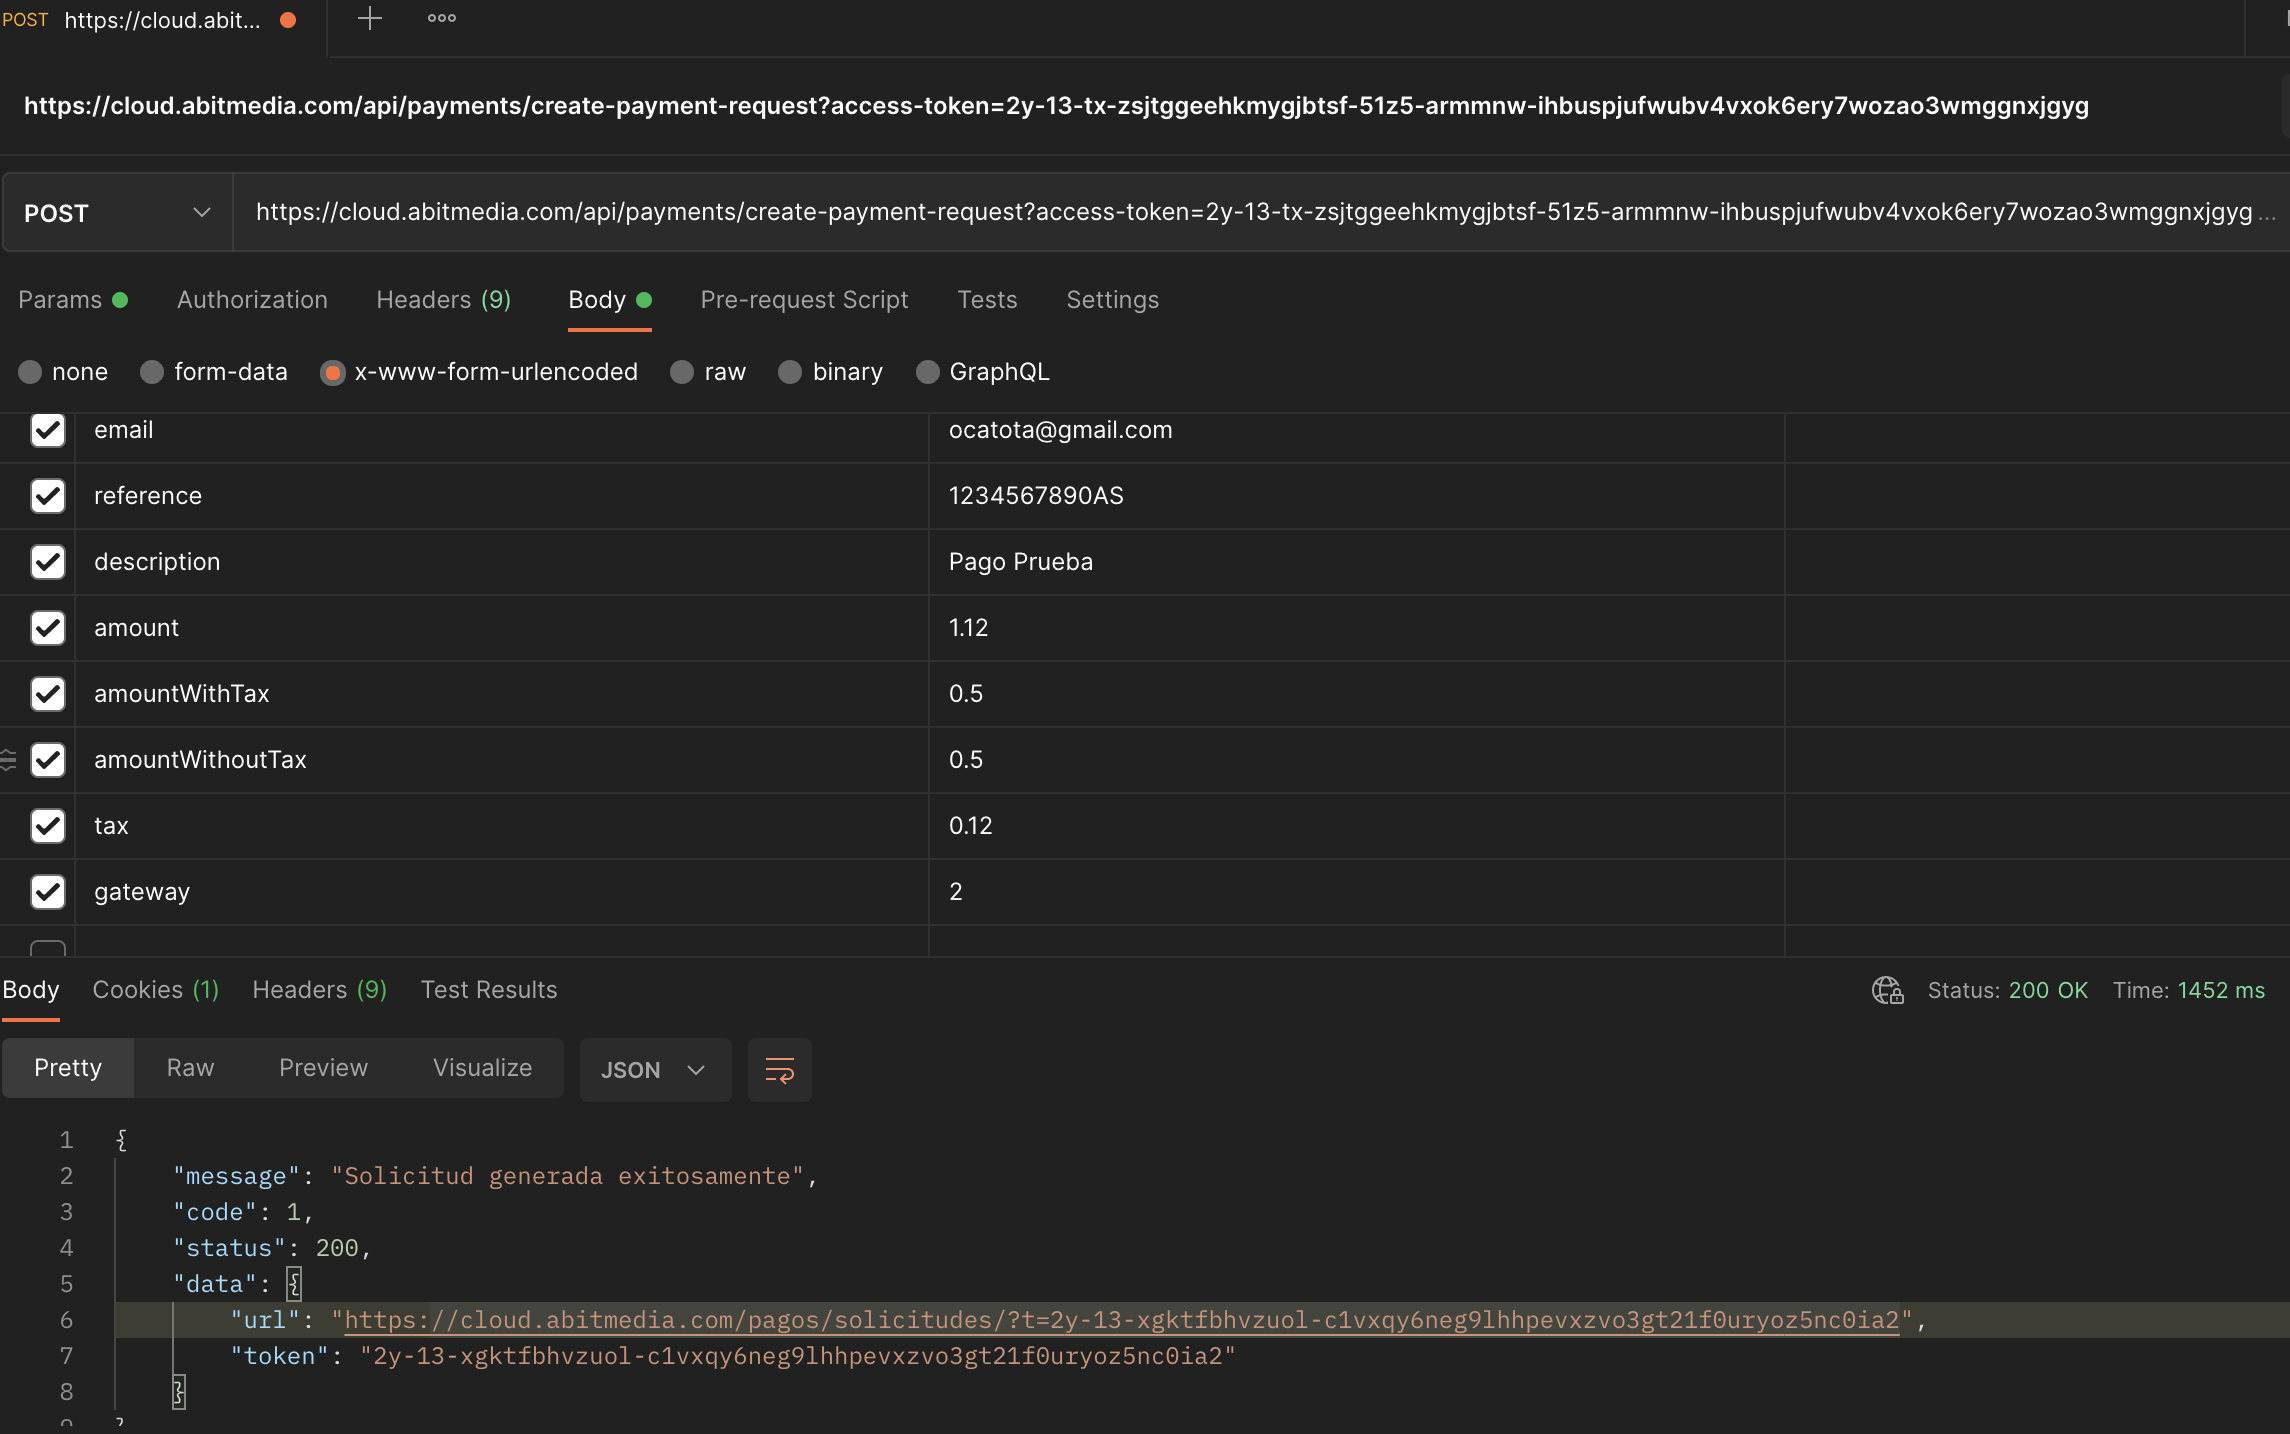 POST https://cloud.abit...
https://cloud.abitmedia.com/api/payments/create-payment-request?access-token=2y-13-tx-zsjtggeehkmygjbtsf-51z5-armmnw-ihbuspjufwubv4vxok6ery7wozao3wmggnxjgyg
POST https://cloud.abitmedia.com/api/payments/create-payment-request?access-token=2y-13-tx-zsjtggeehkmygjbtsf-51z5-armmnw-ihbuspjufwubv4vxok6ery7wozao3wmggnxjgyg...
Params Authorization Headers (9) Body Pre-request Script Tests Settings
none form-data x-www-form-urlencoded raw binary GraphQL
email ocatota@gmail.com
reference 1234567890AS
description Pago Prueba
amount 1.12
amountWithTax 0.5
amountWithoutTax 0.5
tax 0.12
gateway 2
Body Cookies (1) Headers (9) Test Results Status: 200 OK Time: 1452 ms
Pretty Raw Preview Visualize JSON
1 {
2 "message": "Solicitud generada exitosamente",
3 "code": 1,
4 "status": 200,
5 "data": {
6 "url": "https://cloud.abitmedia.com/pagos/solicitudes/?t=2y-13-xgktfbhvzuol-c1vxqy6neg9lhhpevxzvo3gt21f0uryoz5nc0ia2",
7 "token": "2y-13-xgktfbhvzuol-c1vxqy6neg9lhhpevxzvo3gt21f0uryoz5nc0ia2"
8 }